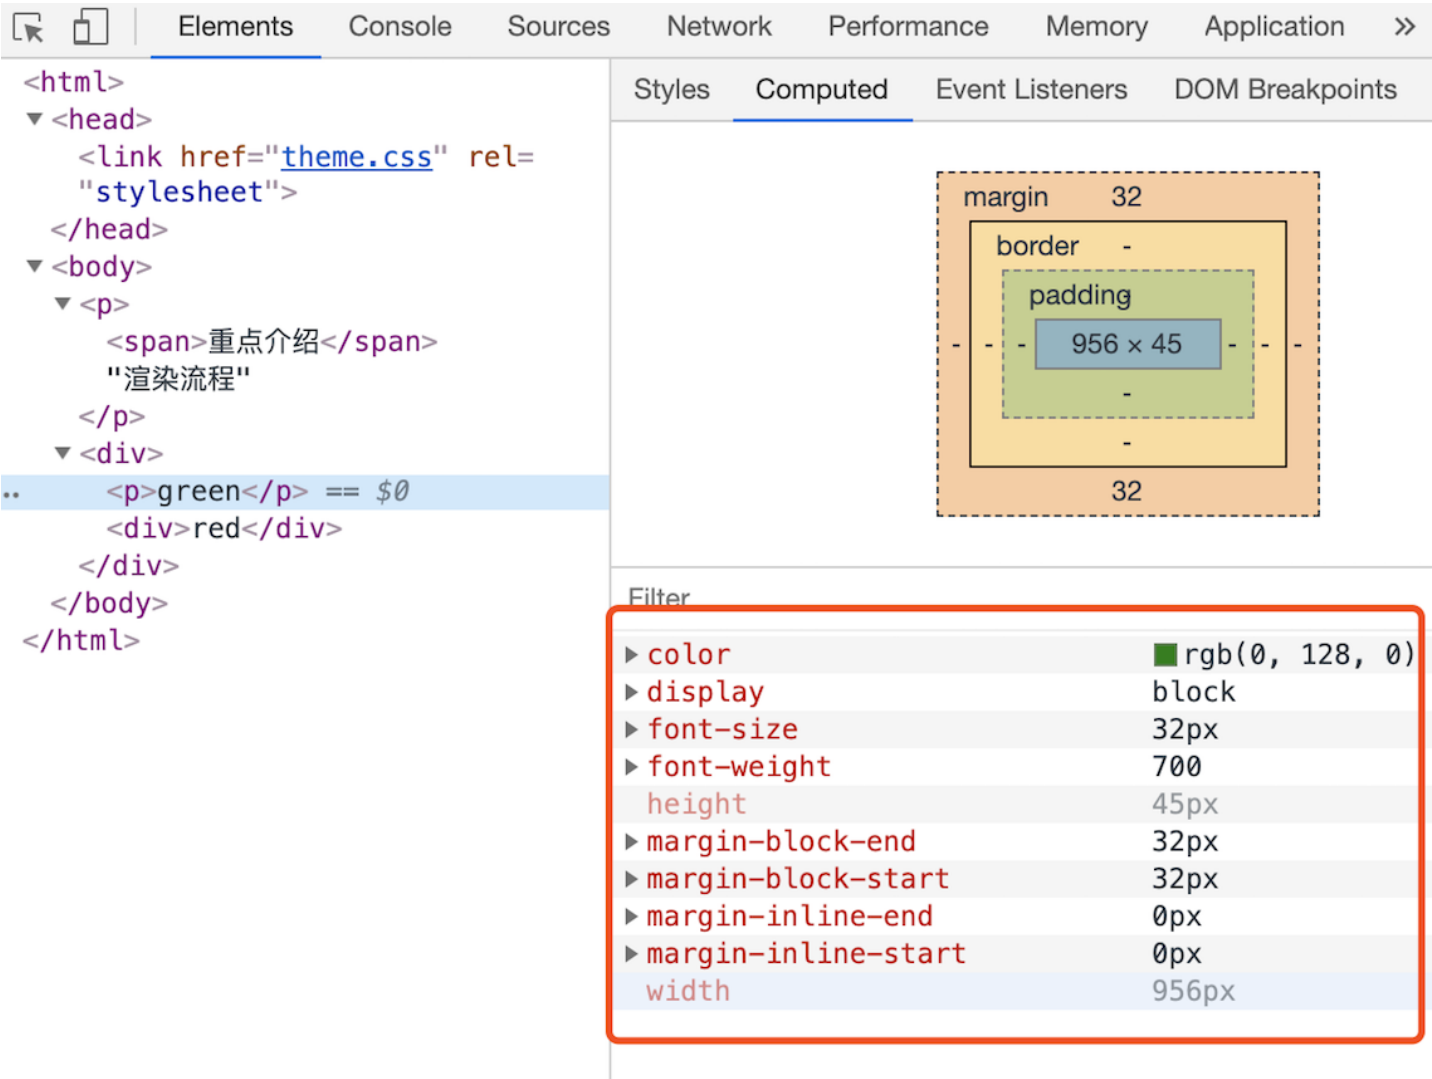 Elements Console Sources Network Performance Memory Application »
<html>
<head>
<link href="theme.css" rel=
"stylesheet">
</head>
<body>
<p>
<span>重点介绍</span>
"渲染流程"
</p>
<div>
<p>green</p> == $0
<div>red</div>
</div>
</body>
</html>
Styles Computed Event Listeners DOM Breakpoints
margin 32
border -
padding -
- - - 956 × 45 - - -
-
-
32
Filter
color rgb(0, 128, 0)
display block
font-size 32px
font-weight 700
height 45px
margin-block-end 32px
margin-block-start 32px
margin-inline-end 0px
margin-inline-start 0px
width 956px